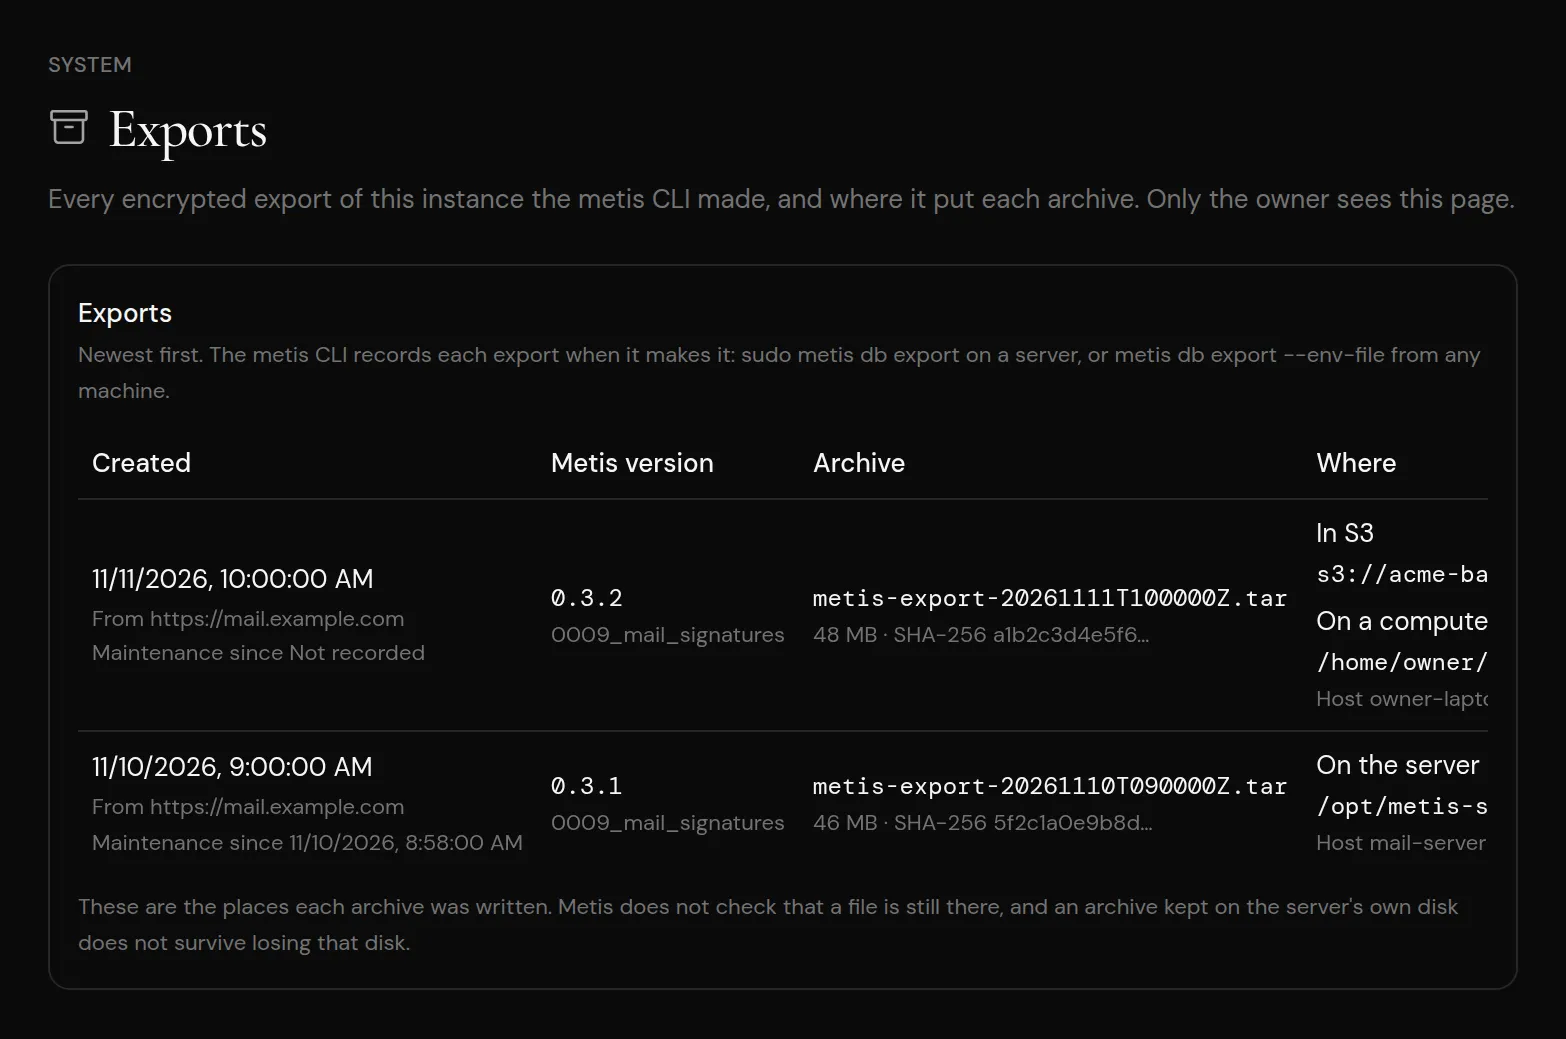 SYSTEM
Exports
Every encrypted export of this instance the metis CLI made, and where it put each archive. Only the owner sees this page.
Exports
Newest first. The metis CLI records each export when it makes it: sudo metis db export on a server, or metis db export --env-file from any
machine.
Created Metis version Archive Where
11/11/2026, 10:00:00 AM
From https://mail.example.com
Maintenance since Not recorded
0.3.2
0009_mail_signatures
metis-export-20261111T100000Z.tar
48 MB · SHA-256 a1b2c3d4e5f6…
In S3
s3://acme-ba
On a compute
/home/owner/
Host owner-lapto
11/10/2026, 9:00:00 AM
From https://mail.example.com
Maintenance since 11/10/2026, 8:58:00 AM
0.3.1
0009_mail_signatures
metis-export-20261110T090000Z.tar
46 MB · SHA-256 5f2c1a0e9b8d…
On the server
/opt/metis-s
Host mail-server
These are the places each archive was written. Metis does not check that a file is still there, and an archive kept on the server's own disk
does not survive losing that disk.